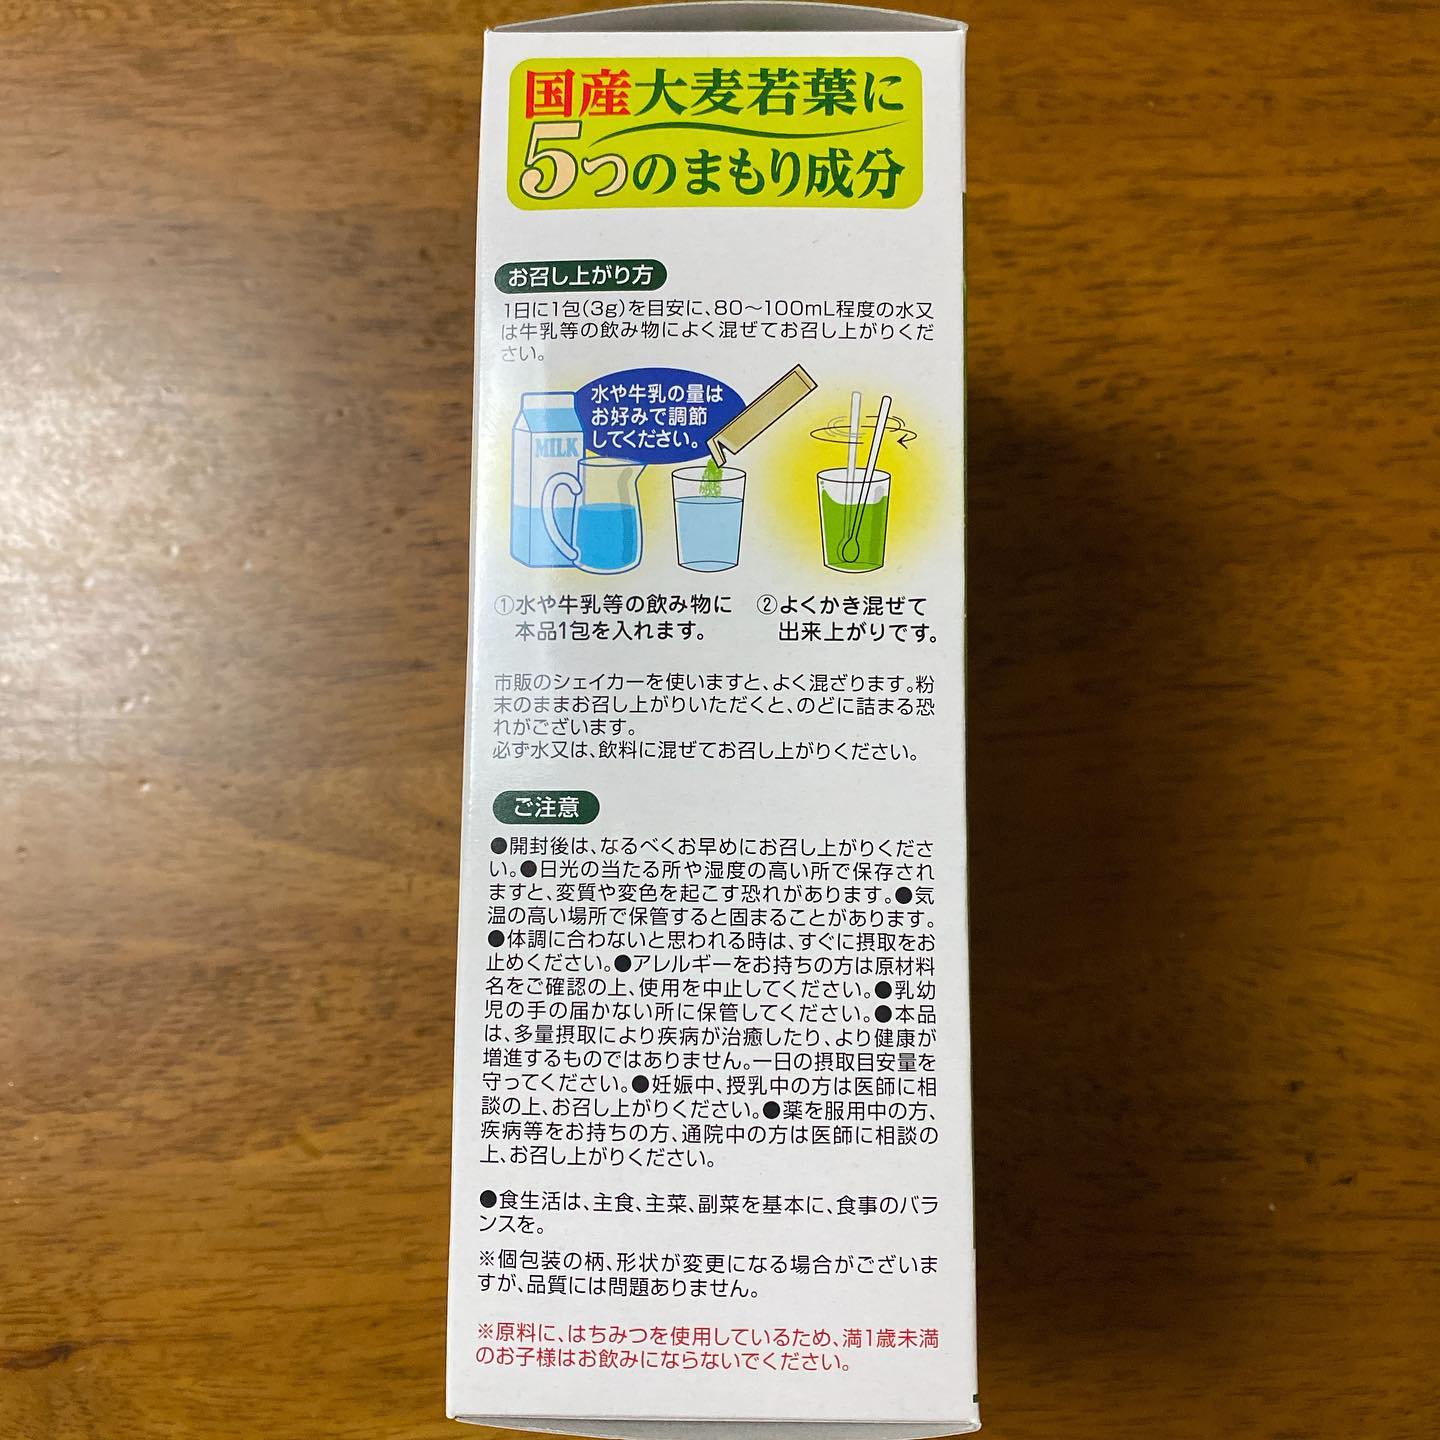 国産大麦若葉に
5つのまもり成分
お召し上がり方
1日に1包(3g)を目安に、80〜100mL程度の水又
は牛乳等の飲み物によく混ぜてお召し上がりくだ
さい。
水や牛乳の量は
お好みで調節
してください。
MILK
①水や牛乳等の飲み物に
本品1包を入れます。
②よくかき混ぜて
出来上がりです。
市販のシェイカーを使いますと、よく混ざります。粉
末のままお召し上がりいただくと、のどに詰まる恐
れがございます。
必ず水又は、飲料に混ぜてお召し上がりください。
ご注意
●開封後は、なるべくお早めにお召し上がりくださ
い。●日光の当たる所や湿度の高い所で保存され
ますと、変質や変色を起こす恐れがあります。●気
温の高い場所で保管すると固まることがあります。
●体調に合わないと思われる時は、すぐに摂取をお
止めください。●アレルギーをお持ちの方は原材料
名をご確認の上、使用を中止してください。●乳幼
児の手の届かない所に保管してください。●本品
は、多量摂取により疾病が治癒したり、より健康が
増進するものではありません。一日の摂取目安量を
守ってください。●妊娠中、授乳中の方は医師に相
談の上、お召し上がりください。●薬を服用中の方、
疾病等をお持ちの方、通院中の方は医師に相談の
上、お召し上がりください。
●食生活は、主食、主菜、副菜を基本に、食事のバラ
ンスを。
※個包装の柄、形状が変更になる場合がございま
すが、品質には問題ありません。
※原料に、はちみつを使用しているため、満1歳未満
のお子様はお飲みにならないでください。